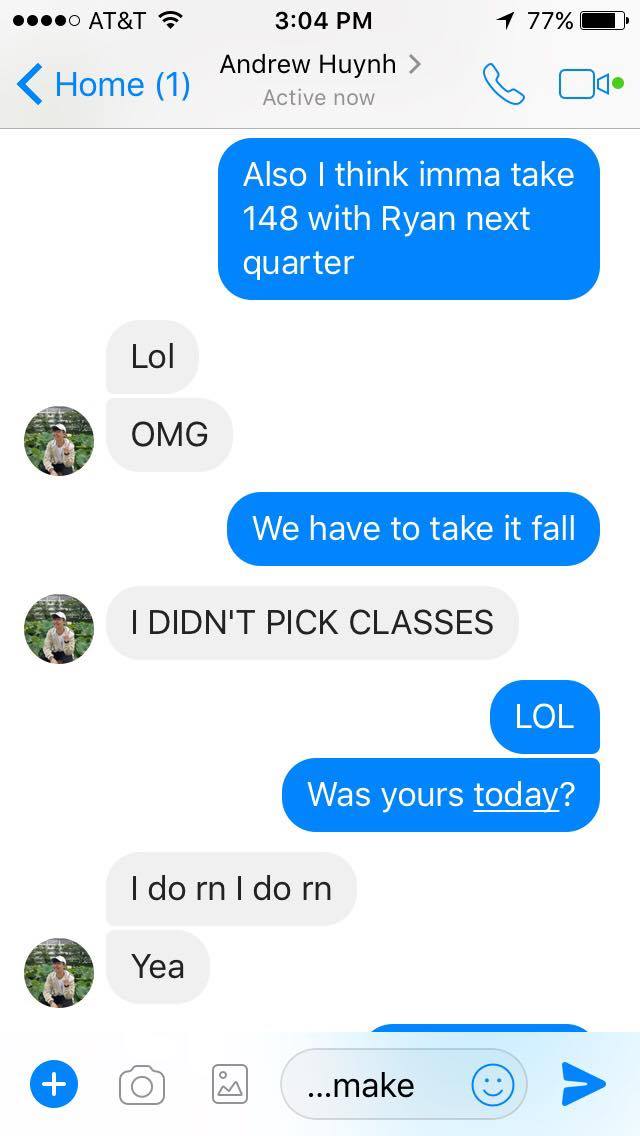 AT&T 3:04 PM 77%
Home (1) Andrew Huynh
Active now
Also I think imma take
148 with Ryan next
quarter
Lol
OMG
We have to take it fall
I DIDN'T PICK CLASSES
LOL
Was yours today?
I do rn I do rn
Yea
...make